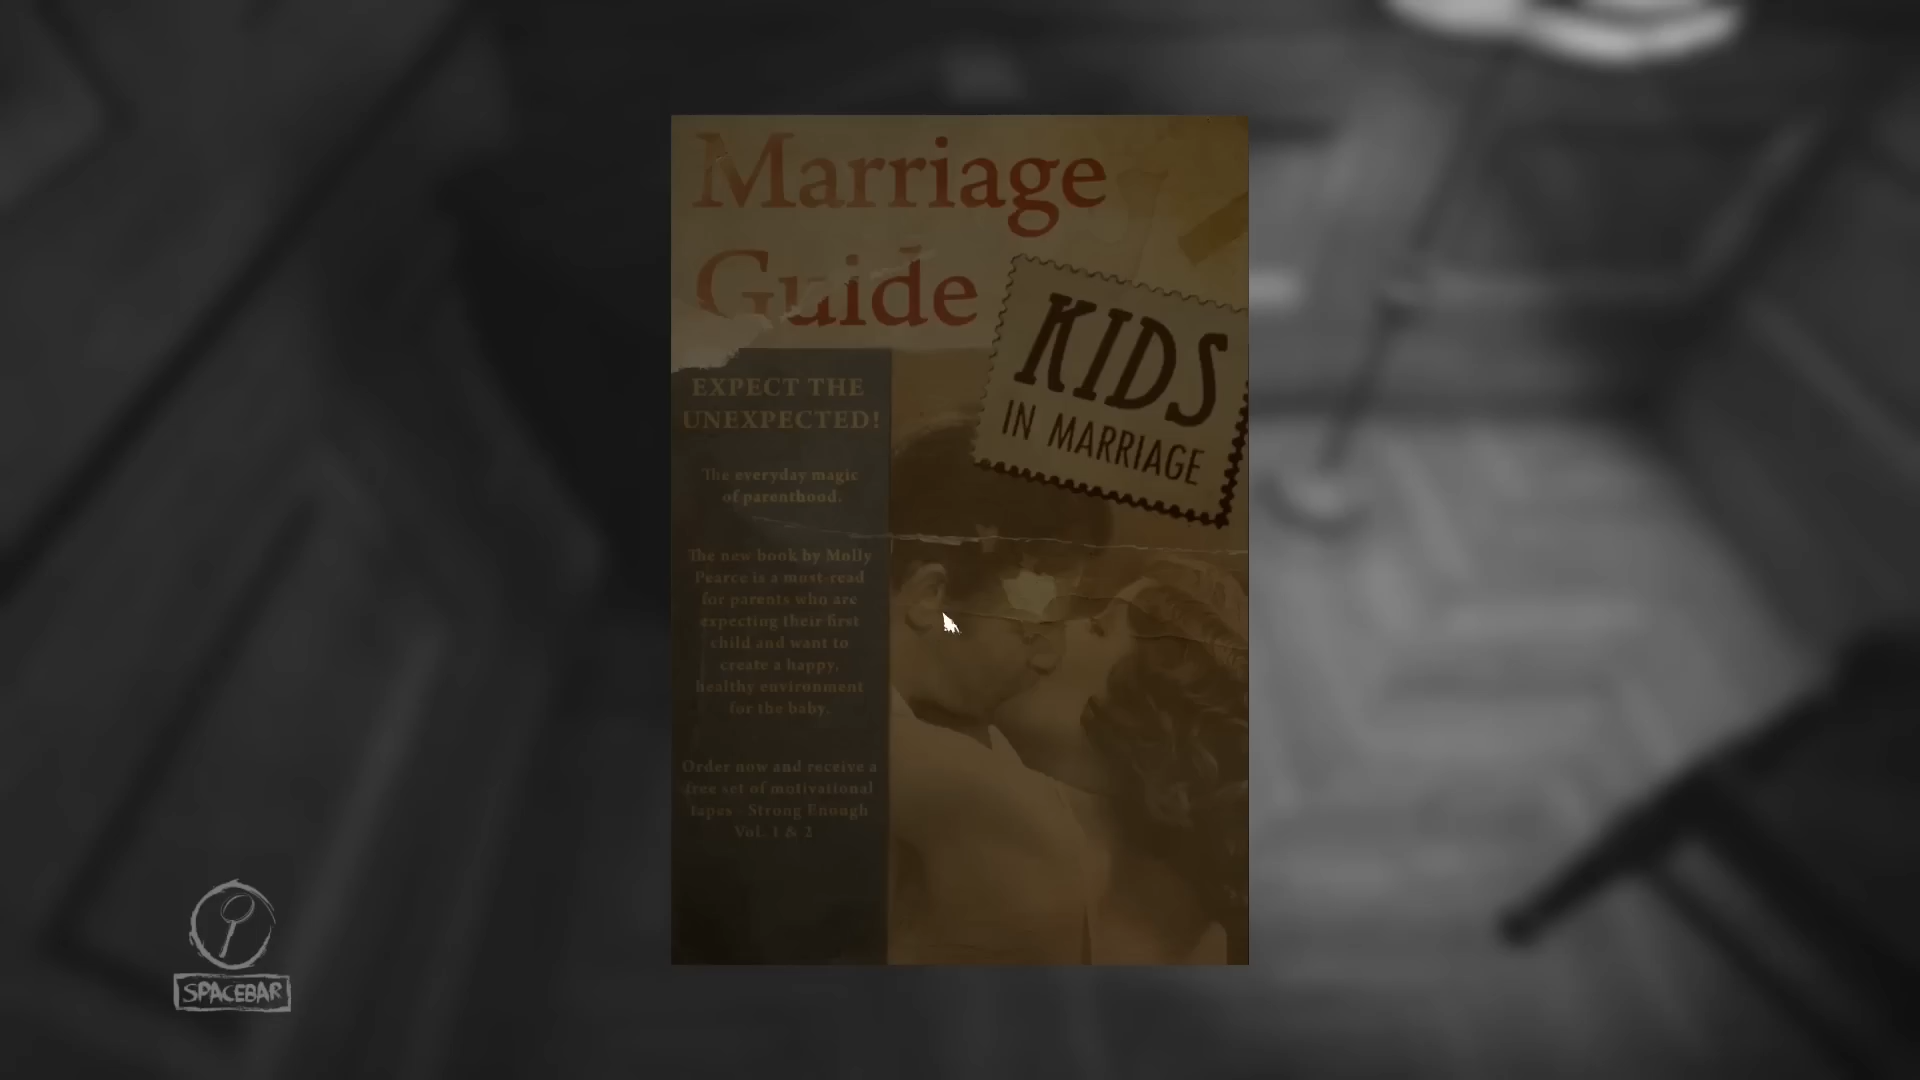 Marriage
Guide
KIDS
IN MARRIAGE
EXPECT THE
UNEXPECTED!
The everyday magic
of parenthood.
The new book by Molly
Pearce is a must-read
for parents who are
expecting their first
child and want to
create a happy,
healthy environment
for the baby.
Order now and receive a
free set of motivational
tapes - Strong Enough
Vol. 1 & 2
SPACEBAR